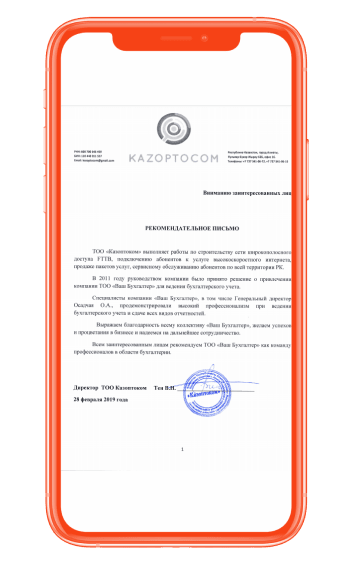 KAZOPTOCOM
Республика Казахстан, город Алматы,
Вниманию заинтересованных лиц
РЕКОМЕНДАТЕЛЬНОЕ ПИСЬМО
ТОО «Казоптоком» выполняет работы по строительству сети широкополосного
доступа FTTB, подключению абонентов к услуге высокоскоростного интернета,
продаже пакетов услуг, сервисному обслуживанию абонентов по всей территории РК.
В 2011 году руководством компании было принято решение о привлечении
компании ТОО «Ваш Бухгалтер» для ведения бухгалтерского учета.
Специалисты компании «Ваш Бухгалтер», в том числе Генеральный директор
О.А., продемонстрировали высокий профессионализм при ведении
бухгалтерского учета и сдаче всех видов отчетностей.
Выражаем благодарность всему коллективу «Ваш Бухгалтер», желаем успехов
и процветания в бизнесе и надеемся на дальнейшее сотрудничество.
Всем заинтересованным лицам рекомендуем ТОО «Ваш Бухгалтер» как команду
профессионалов в области бухгалтерии.
Директор ТОО Казоптоком Тен В.Н.
«Казоптоком»
28 февраля 2019 года
1